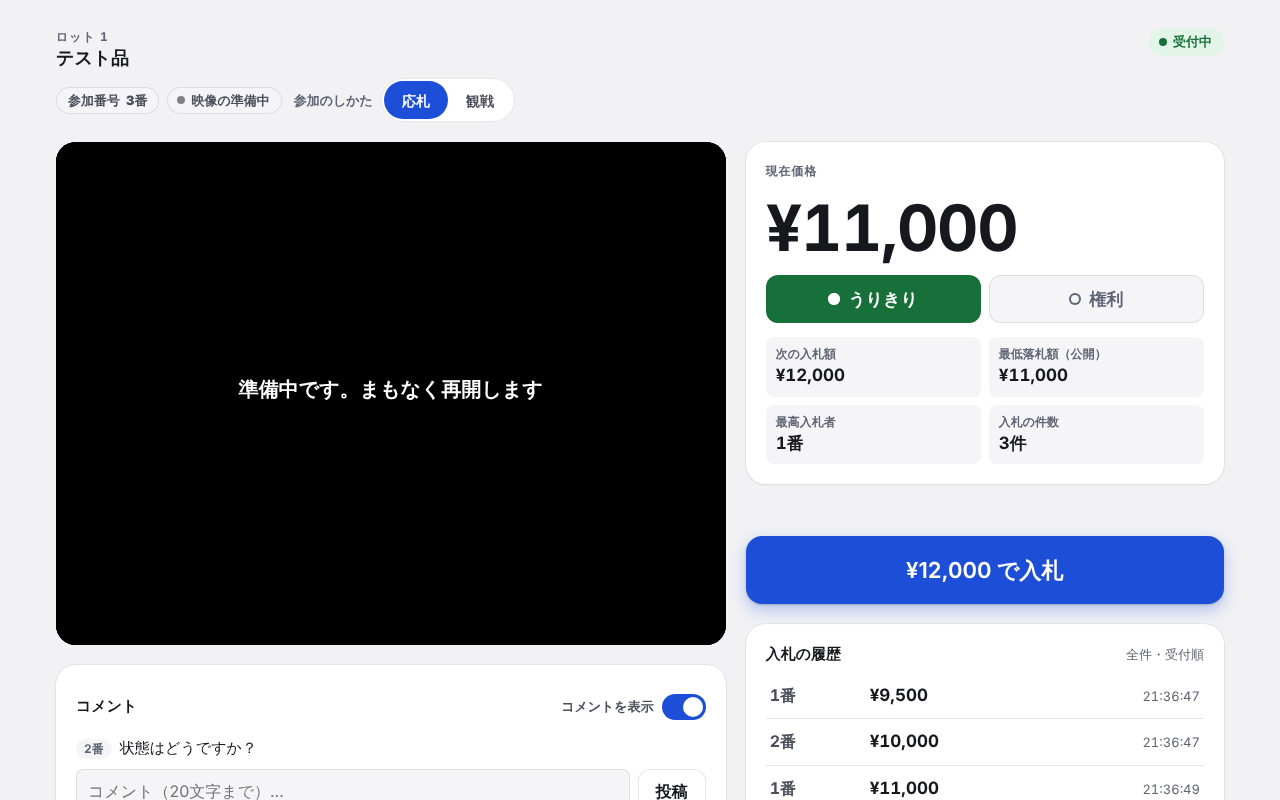 ロット 1
テスト品
受付中
参加番号 3番
映像の準備中
参加のしかた
応札
観戦
準備中です。まもなく再開します
現在価格
¥11,000
うりきり
権利
次の入札額
¥12,000
最低落札額（公開）
¥11,000
最高入札者
1番
入札の件数
3件
¥12,000 で入札
入札の履歴
全件・受付順
1番 ¥9,500 21:36:47
2番 ¥10,000 21:36:47
1番 ¥11,000 21:36:49
コメント
コメントを表示
2番 状態はどうですか？
コメント（20文字まで）...
投稿